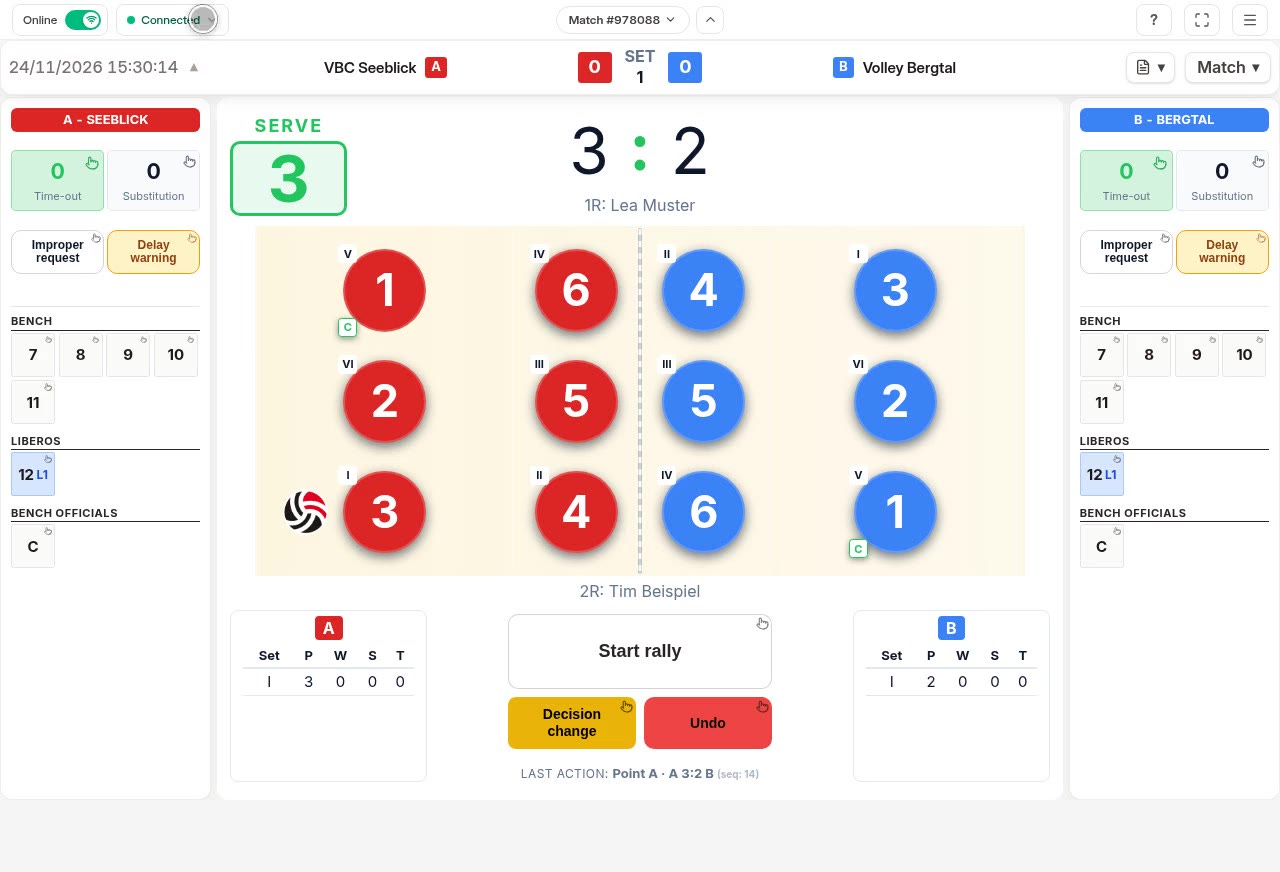 Online
Connected
Match #978088
?
24/11/2026 15:30:14 ▲
VBC Seeblick A
0 SET 1 0
B Volley Bergtal
▾
Match ▾
A - SEEBLICK
0 Time-out
0 Substitution
Improper request
Delay warning
BENCH
7 8 9 10
11
LIBEROS
12 L1
BENCH OFFICIALS
C
SERVE
3
3 : 2
1R: Lea Muster
V 1 C
IV 6
II 4
I 3
VI 2
III 5
III 5
VI 2
I 3
II 4
IV 6
V 1 C
2R: Tim Beispiel
A
Set P W S T
I 3 0 0 0
Start rally
Decision change
Undo
LAST ACTION: Point A · A 3:2 B (seq: 14)
B
Set P W S T
I 2 0 0 0
B - BERGTAL
0 Time-out
0 Substitution
Improper request
Delay warning
BENCH
7 8 9 10
11
LIBEROS
12 L1
BENCH OFFICIALS
C